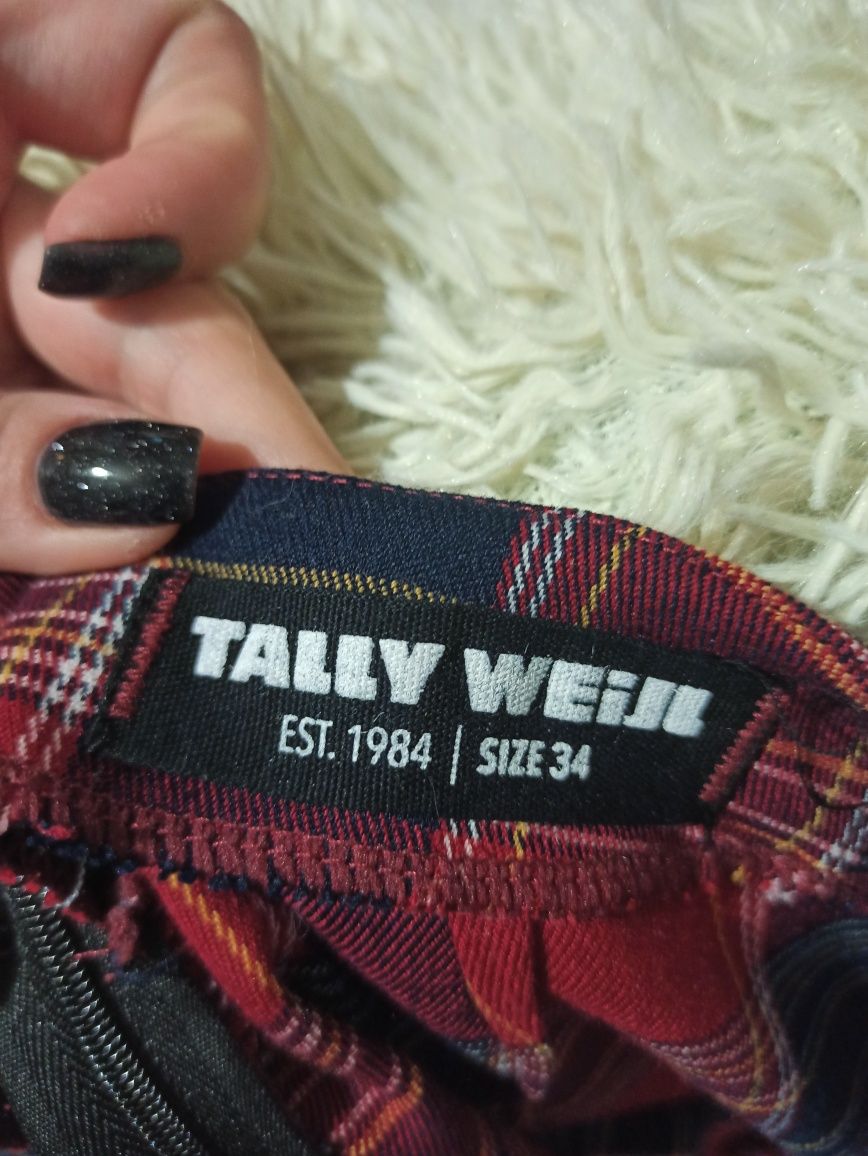 TALLY WEiJL
EST. 1984 | SIZE 34